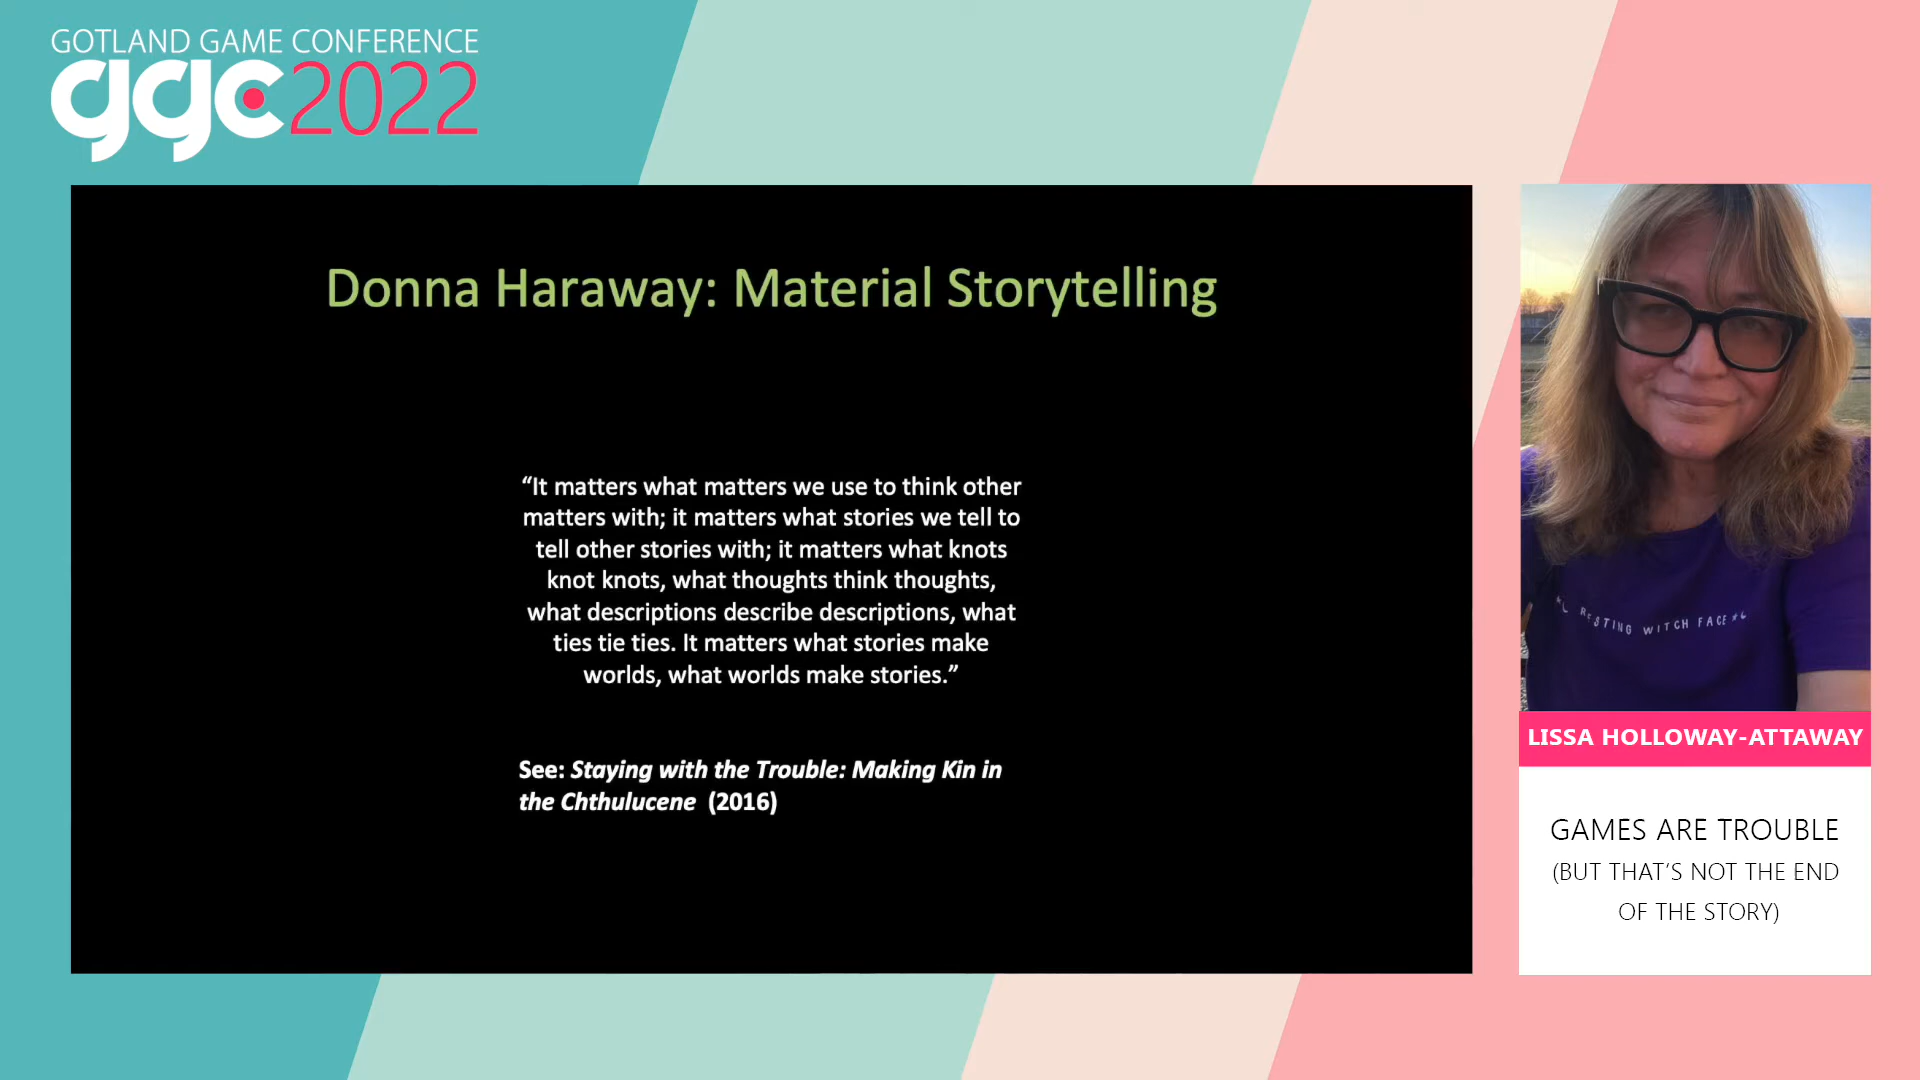 GOTLAND GAME CONFERENCE
ggc2022
Donna Haraway: Material Storytelling
“It matters what matters we use to think other
matters with; it matters what stories we tell to
tell other stories with; it matters what knots
knot knots, what thoughts think thoughts,
what descriptions describe descriptions, what
ties tie ties. It matters what stories make
worlds, what worlds make stories.”
See: Staying with the Trouble: Making Kin in
the Chthulucene (2016)
RESTING WITCH FACE
LISSA HOLLOWAY-ATTAWAY
GAMES ARE TROUBLE
(BUT THAT’S NOT THE END
OF THE STORY)